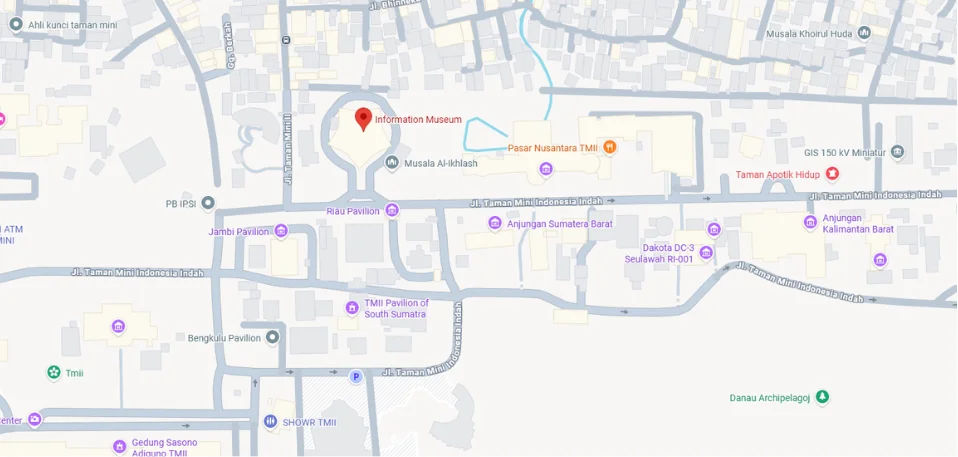 Ahli kunci taman mini
Jl. Bhinneka
Musala Khoirul Huda
Gg. Berkah
Information Museum
Jl. Taman Mini I
Musala Al-Ikhlash
Pasar Nusantara TMII
GIS 150 kV Miniatur
Taman Apotik Hidup
PB IPSI
Riau Pavilion
Jl. Taman Mini Indonesia Indah
Jl. Taman Mini Indonesia Indah
Jambi Pavilion
Anjungan Sumatera Barat
Anjungan
Kalimantan Barat
ATM
MINI
Dakota DC-3
Seulawah RI-001
Jl. Taman Mini Indonesia Indah
Jl. Taman Mini Indonesia Indah
TMII Pavilion of
South Sumatra
Bengkulu Pavilion
Jl. Taman Mini Indonesia Indah
Tmii
P
Danau Archipelagoj
Center
SHOWR TMII
Gedung Sasono
Adiguno TMII